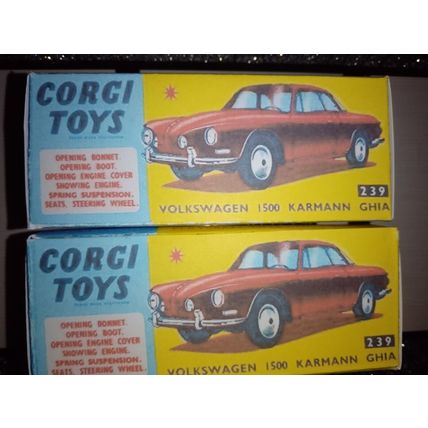 CORGI
TOYS
OPENING BONNET.
OPENING BOOT.
OPENING ENGINE COVER
SHOWING ENGINE.
SPRING SUSPENSION.
SEATS, STEERING WHEEL.
239
VOLKSWAGEN 1500 KARMANN GHIA
CORGI
TOYS
OPENING BONNET.
OPENING BOOT.
OPENING ENGINE COVER
SHOWING ENGINE.
SPRING SUSPENSION.
SEATS, STEERING WHEEL.
239
VOLKSWAGEN 1500 KARMANN GHIA